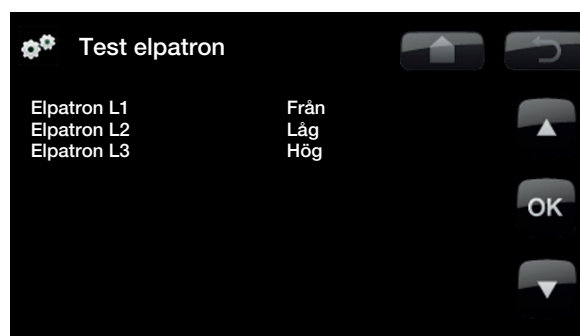 Test elpatron
Elpatron L1 Från
Elpatron L2 Låg
Elpatron L3 Hög
OK